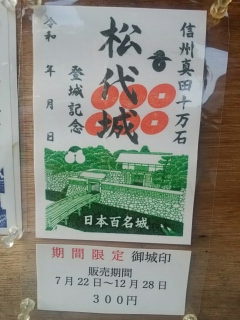 信州真田十万石
松代城
登城記念
令和　年　月　日
日本百名城
期間限定 御城印
販売期間
7月22日～12月28日
300円